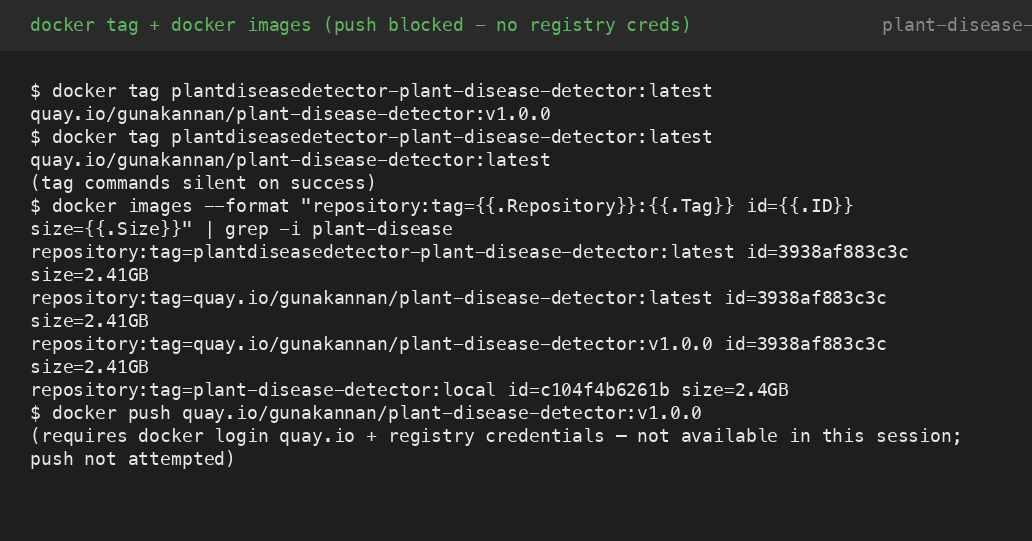 docker tag + docker images (push blocked — no registry creds)
plant-disease-
$ docker tag plantdiseasedetector-plant-disease-detector:latest
quay.io/gunakannan/plant-disease-detector:v1.0.0
$ docker tag plantdiseasedetector-plant-disease-detector:latest
quay.io/gunakannan/plant-disease-detector:latest
(tag commands silent on success)
$ docker images --format "repository:tag={{.Repository}}:{{.Tag}} id={{.ID}}
size={{.Size}}" | grep -i plant-disease
repository:tag=plantdiseasedetector-plant-disease-detector:latest id=3938af883c3c
size=2.41GB
repository:tag=quay.io/gunakannan/plant-disease-detector:latest id=3938af883c3c
size=2.41GB
repository:tag=quay.io/gunakannan/plant-disease-detector:v1.0.0 id=3938af883c3c
size=2.41GB
repository:tag=plant-disease-detector:local id=c104f4b6261b size=2.4GB
$ docker push quay.io/gunakannan/plant-disease-detector:v1.0.0
(requires docker login quay.io + registry credentials — not available in this session;
push not attempted)